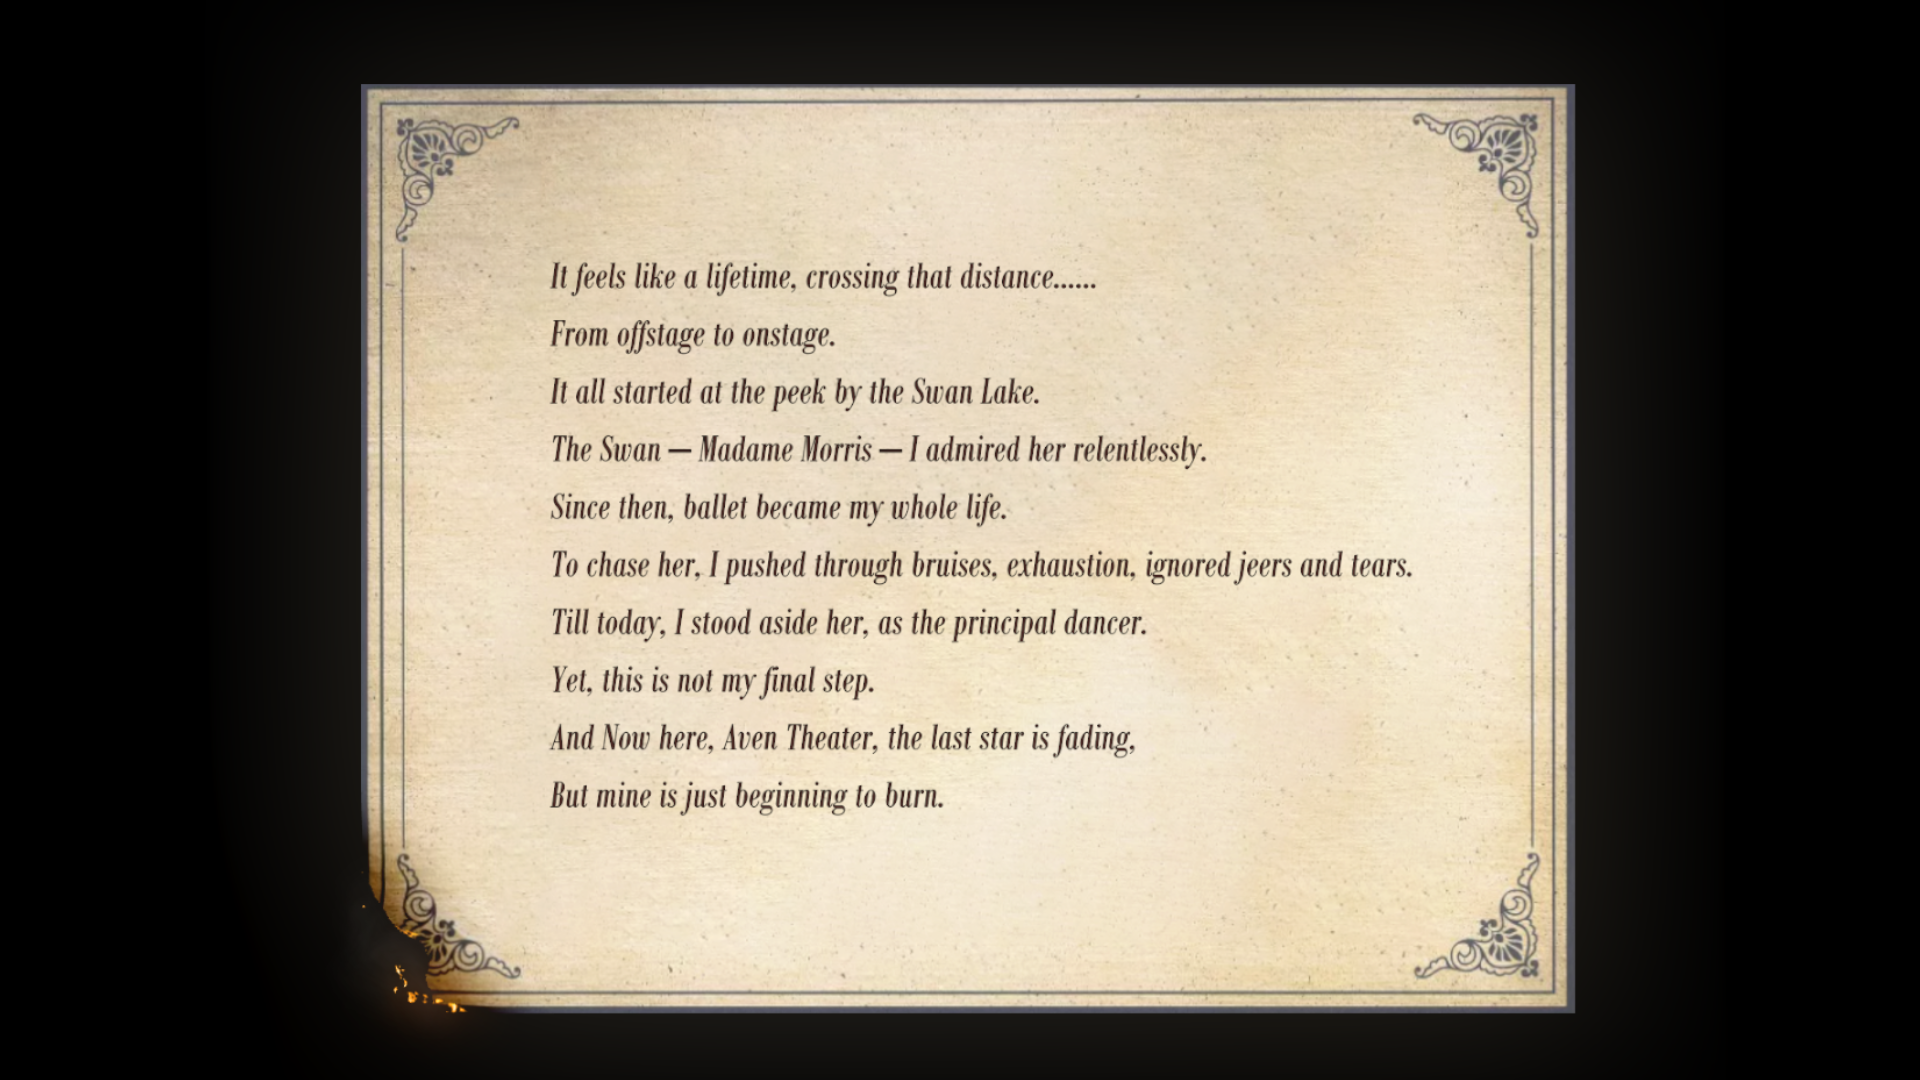 It feels like a lifetime, crossing that distance......
From offstage to onstage.
It all started at the peek by the Swan Lake.
The Swan — Madame Morris — I admired her relentlessly.
Since then, ballet became my whole life.
To chase her, I pushed through bruises, exhaustion, ignored jeers and tears.
Till today, I stood aside her, as the principal dancer.
Yet, this is not my final step.
And Now here, Aven Theater, the last star is fading,
But mine is just beginning to burn.